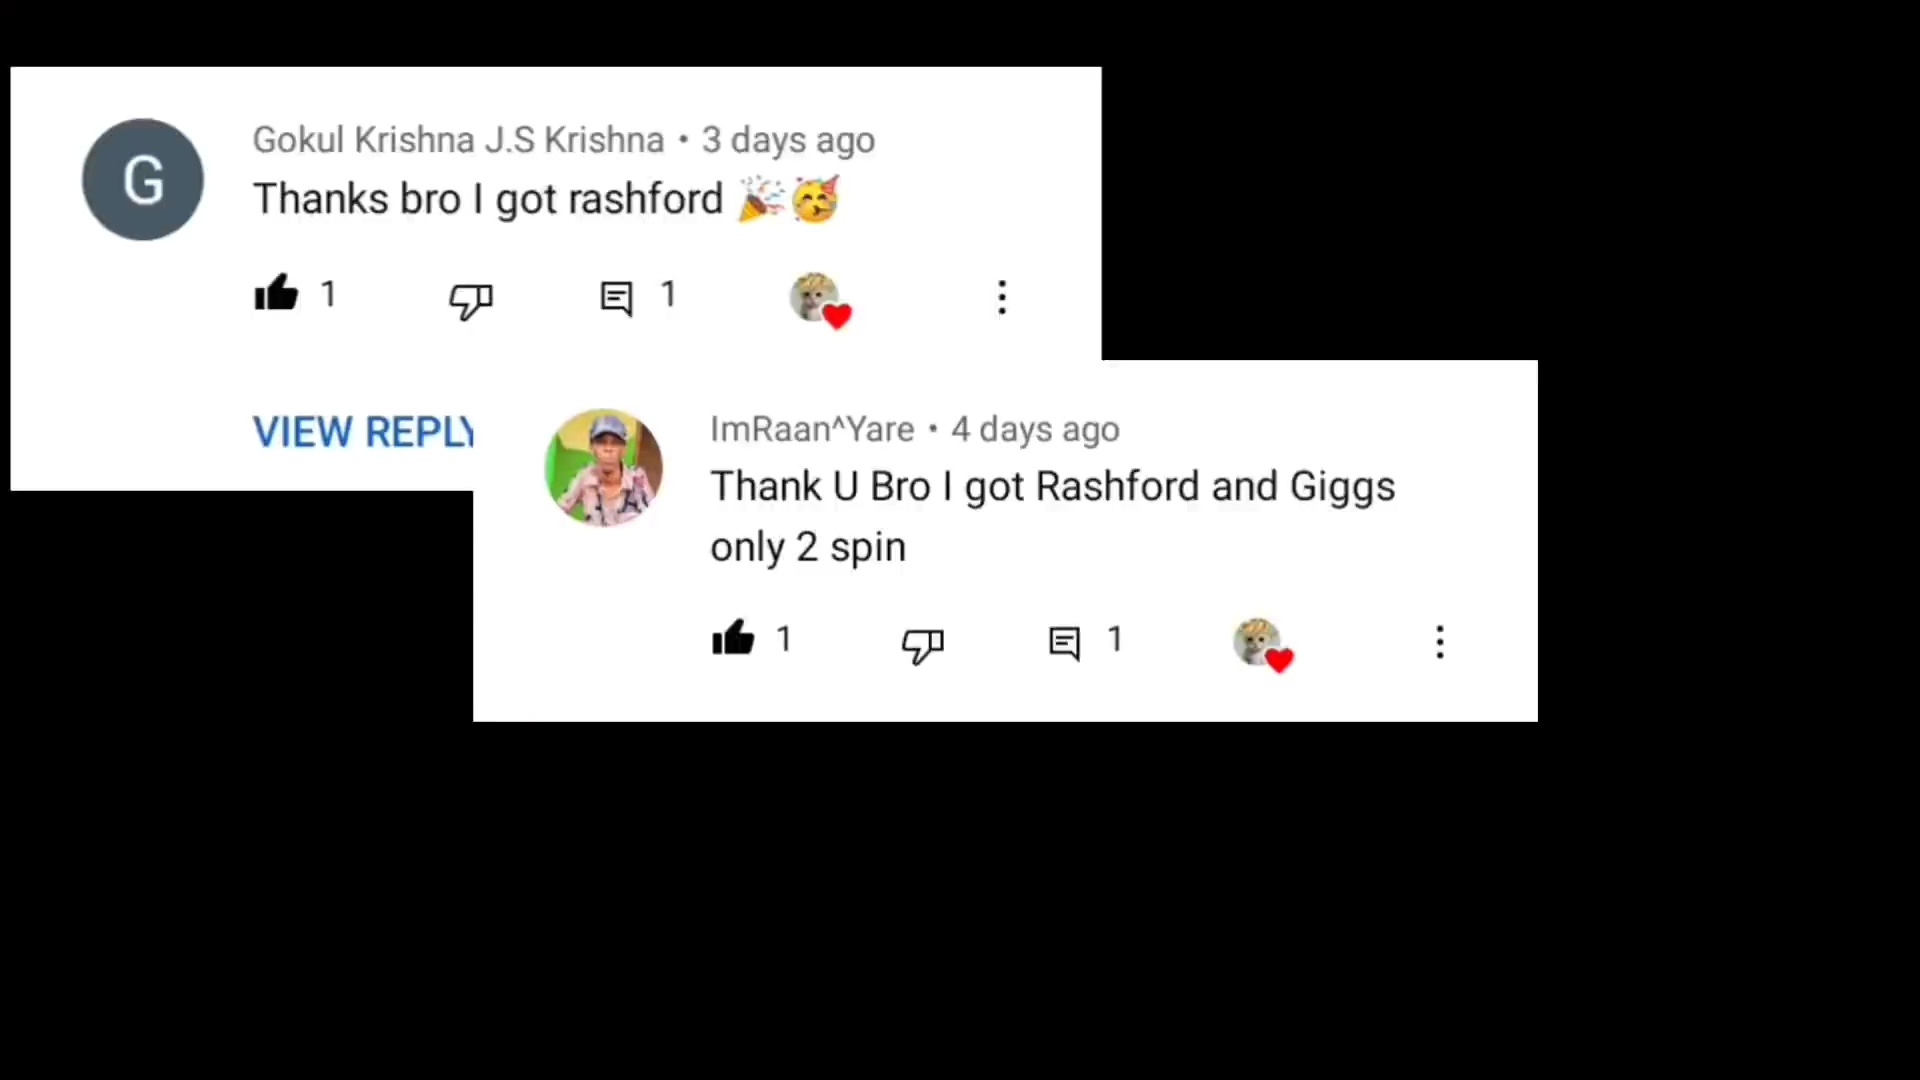 G
Gokul Krishna J.S Krishna • 3 days ago
Thanks bro I got rashford 🎉🥳
1 1
VIEW REPLY
ImRaan^Yare • 4 days ago
Thank U Bro I got Rashford and Giggs
only 2 spin
1 1